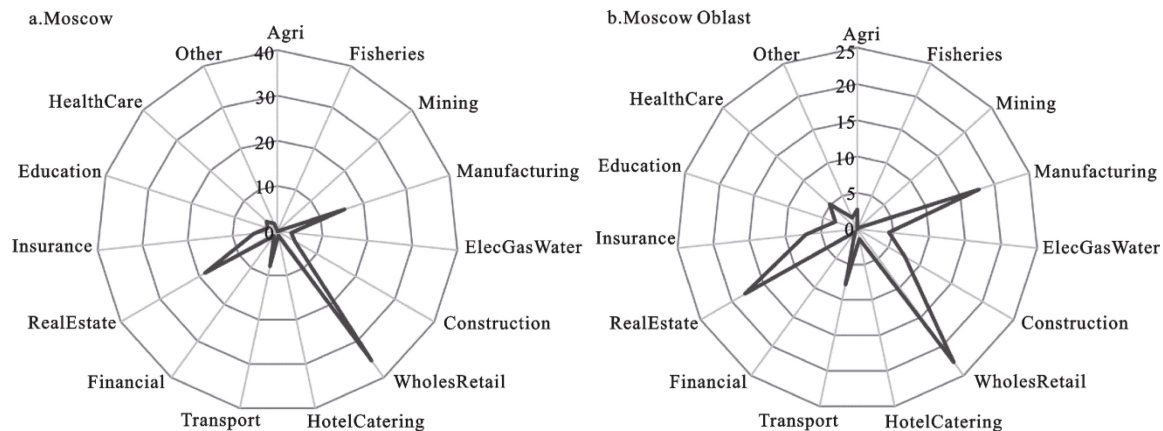 a.Moscow
40
30
20
10
0
Agri
Fisheries
Mining
Manufacturing
ElecGasWater
Construction
WholesRetail
HotelCatering
Transport
Financial
RealEstate
Insurance
Education
HealthCare
Other
b.Moscow Oblast
25
20
15
10
5
0
Agri
Fisheries
Mining
Manufacturing
ElecGasWater
Construction
WholesRetail
HotelCatering
Transport
Financial
RealEstate
Insurance
Education
HealthCare
Other